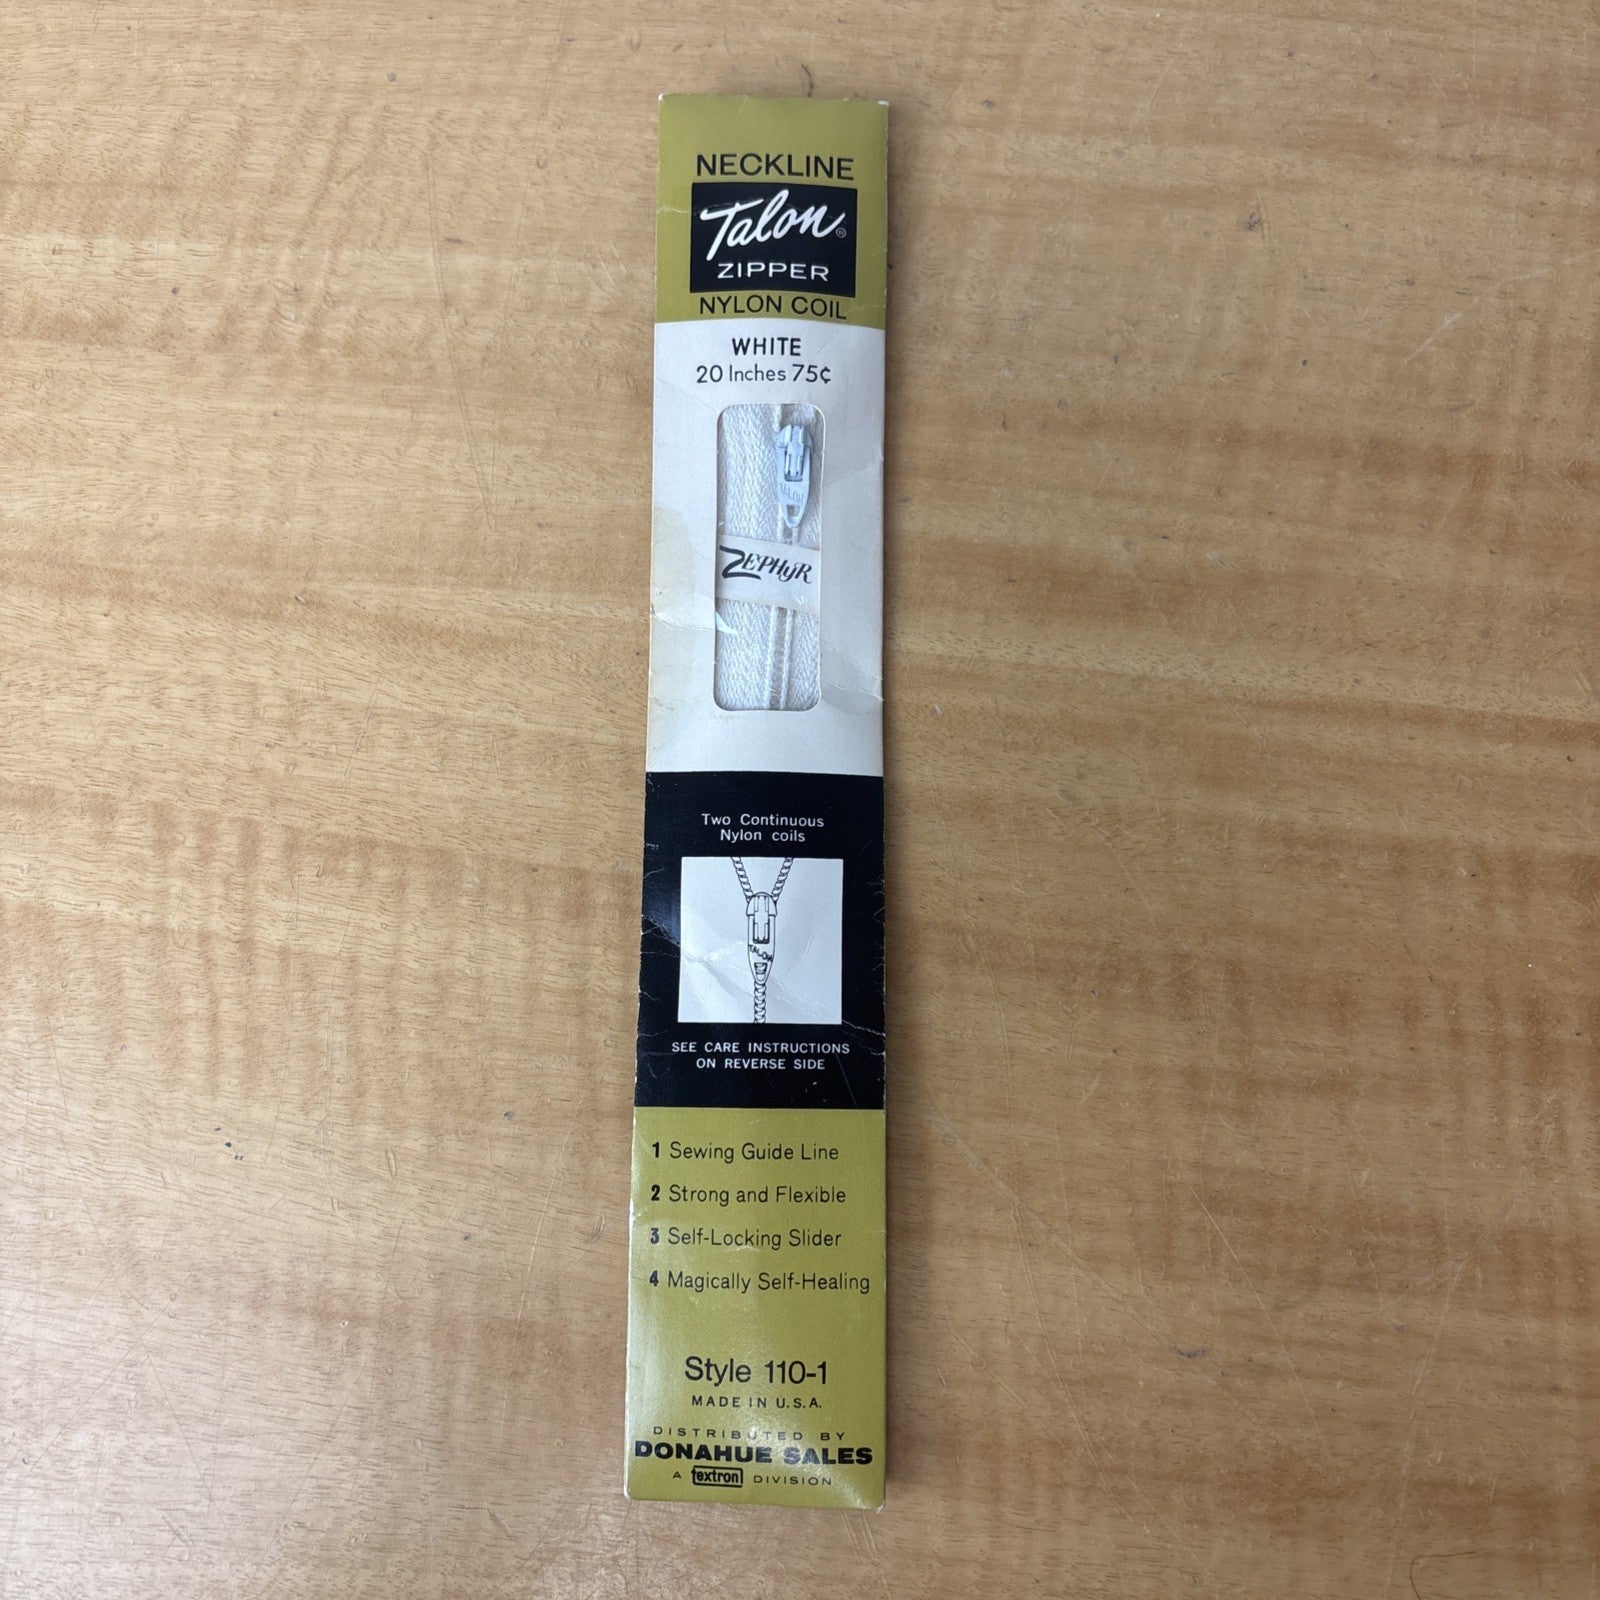 NECKLINE
Talon®
ZIPPER
NYLON COIL
WHITE
20 Inches 75¢
TALON
ZEPHyR
Two Continuous
Nylon coils
TALON
SEE CARE INSTRUCTIONS
ON REVERSE SIDE
1 Sewing Guide Line
2 Strong and Flexible
3 Self-Locking Slider
4 Magically Self-Healing
Style 110-1
MADE IN U.S.A.
DISTRIBUTED BY
DONAHUE SALES
A textron DIVISION